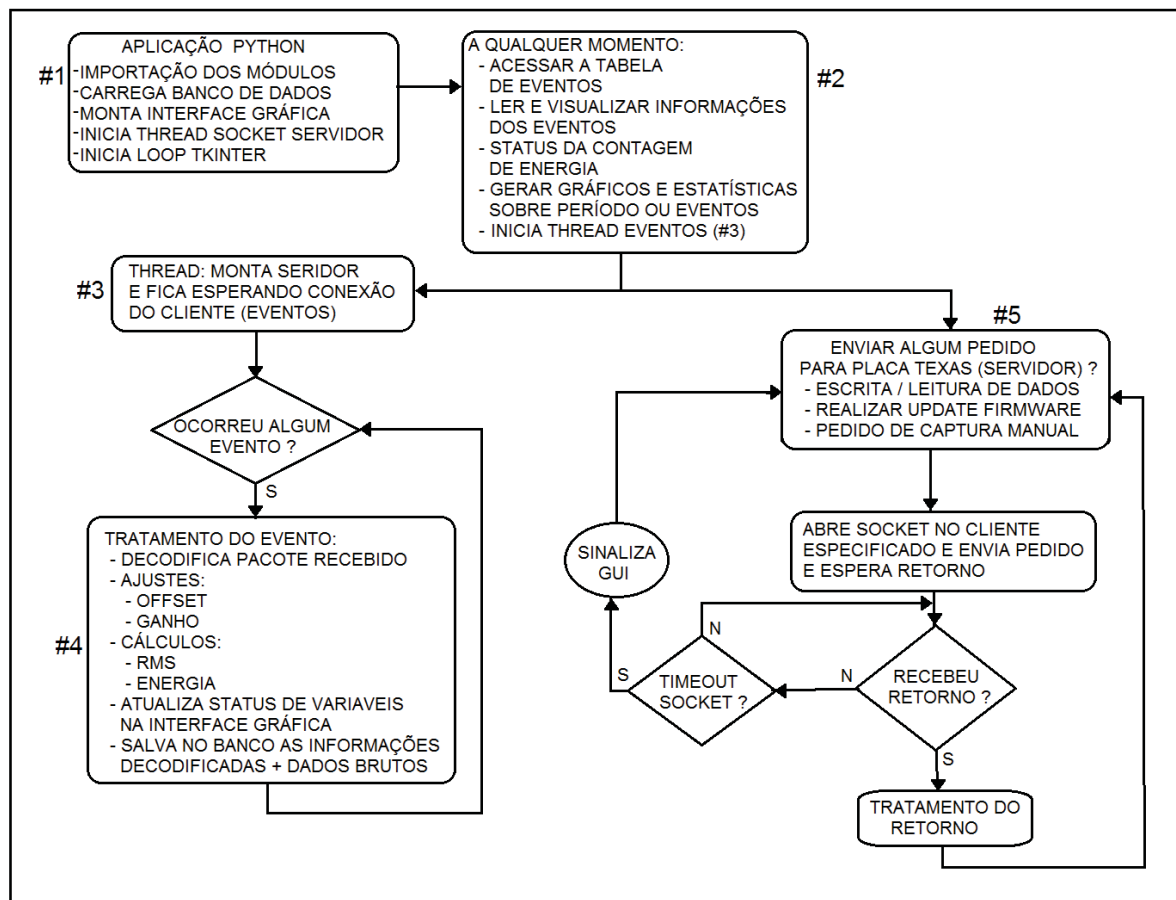 #1
APLICAÇÃO PYTHON
-IMPORTAÇÃO DOS MÓDULOS
-CARREGA BANCO DE DADOS
-MONTA INTERFACE GRÁFICA
-INICIA THREAD SOCKET SERVIDOR
-INICIA LOOP TKINTER
#2
A QUALQUER MOMENTO:
- ACESSAR A TABELA
DE EVENTOS
- LER E VISUALIZAR INFORMAÇÕES
DOS EVENTOS
- STATUS DA CONTAGEM
DE ENERGIA
- GERAR GRÁFICOS E ESTATÍSTICAS
SOBRE PERÍODO OU EVENTOS
- INICIA THREAD EVENTOS (#3)
#3
THREAD: MONTA SERIDOR
E FICA ESPERANDO CONEXÃO
DO CLIENTE (EVENTOS)
OCORREU ALGUM
EVENTO ?
S
#4
TRATAMENTO DO EVENTO:
- DECODIFICA PACOTE RECEBIDO
- AJUSTES:
- OFFSET
- GANHO
- CÁLCULOS:
- RMS
- ENERGIA
- ATUALIZA STATUS DE VARIAVEIS
NA INTERFACE GRÁFICA
- SALVA NO BANCO AS INFORMAÇÕES
DECODIFICADAS + DADOS BRUTOS
#5
ENVIAR ALGUM PEDIDO
PARA PLACA TEXAS (SERVIDOR) ?
- ESCRITA / LEITURA DE DADOS
- REALIZAR UPDATE FIRMWARE
- PEDIDO DE CAPTURA MANUAL
ABRE SOCKET NO CLIENTE
ESPECIFICADO E ENVIA PEDIDO
E ESPERA RETORNO
SINALIZA
GUI
N
S
TIMEOUT
SOCKET ?
N
RECEBEU
RETORNO ?
S
TRATAMENTO DO
RETORNO